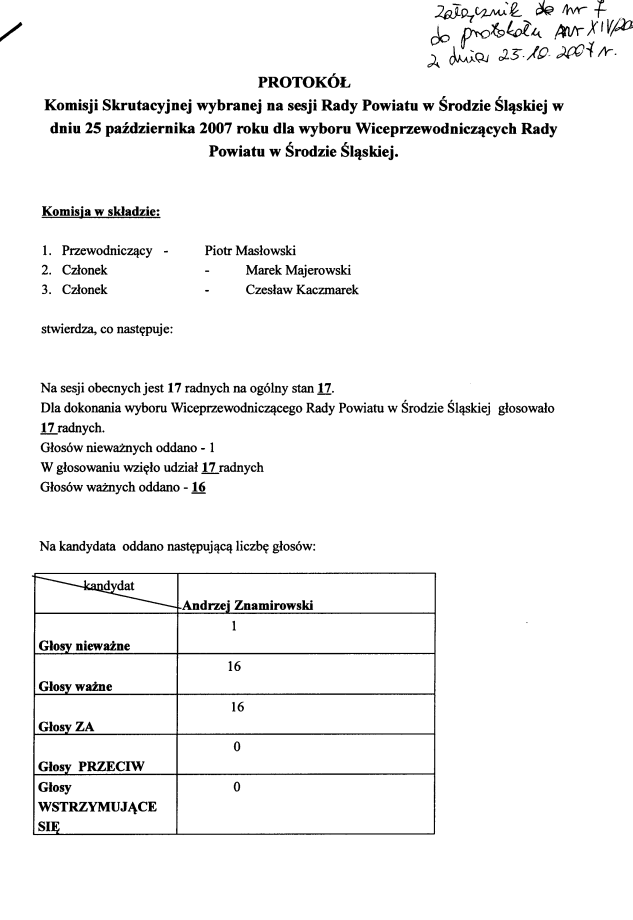 Załącznik do nr 7
do protokołu nr XIV/20
z dnia 25.10.2007 r.
PROTOKÓŁ
Komisji Skrutacyjnej wybranej na sesji Rady Powiatu w Środzie Śląskiej w
dniu 25 października 2007 roku dla wyboru Wiceprzewodniczących Rady
Powiatu w Środzie Śląskiej.
Komisja w składzie:
1. Przewodniczący - Piotr Masłowski
2. Członek - Marek Majerowski
3. Członek - Czesław Kaczmarek
stwierdza, co następuje:
Na sesji obecnych jest 17 radnych na ogólny stan 17.
Dla dokonania wyboru Wiceprzewodniczącego Rady Powiatu w Środzie Śląskiej głosowało
17 radnych.
Głosów nieważnych oddano - 1
W głosowaniu wzięło udział 17 radnych
Głosów ważnych oddano - 16
Na kandydata oddano następującą liczbę głosów:
kandydat
Andrzej Znamirowski
1
Głosy nieważne
16
Głosy ważne
16
Głosy ZA
0
Głosy PRZECIW
Głosy 0
WSTRZYMUJĄCE
SIĘ